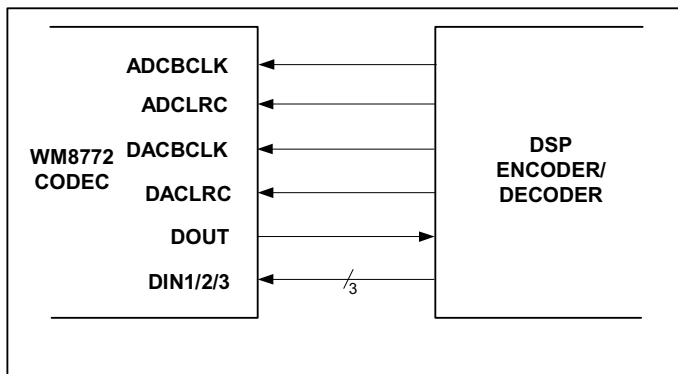 ADCBCLK
ADCLRC
DACBCLK
WM8772
CODEC
DACLRC
DOUT
DIN1/2/3
3
DSP
ENCODER/
DECODER